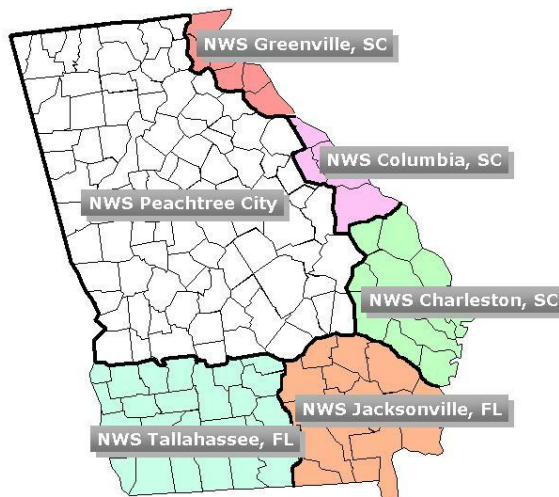 NWS Greenville, SC
NWS Columbia, SC
NWS Peachtree City
NWS Charleston, SC
NWS Jacksonville, FL
NWS Tallahassee, FL